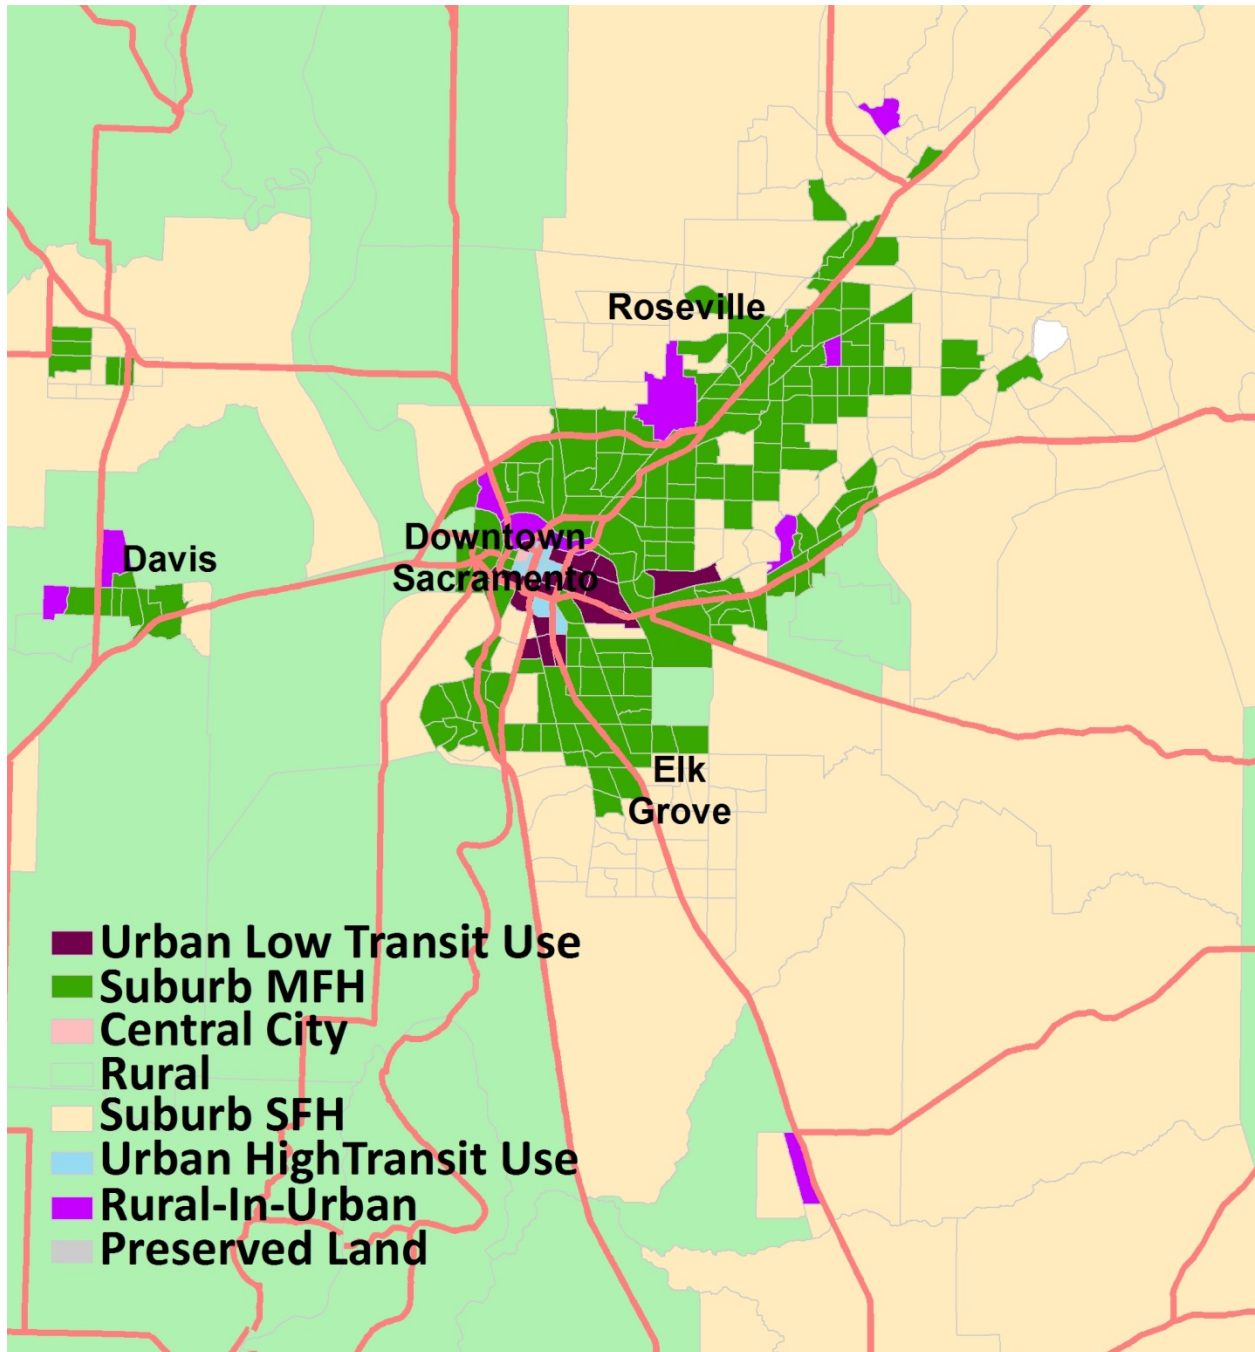 Roseville
Downtown
Sacramento
Davis
Elk
Grove
Urban Low Transit Use
Suburb MFH
Central City
Rural
Suburb SFH
Urban HighTransit Use
Rural-In-Urban
Preserved Land